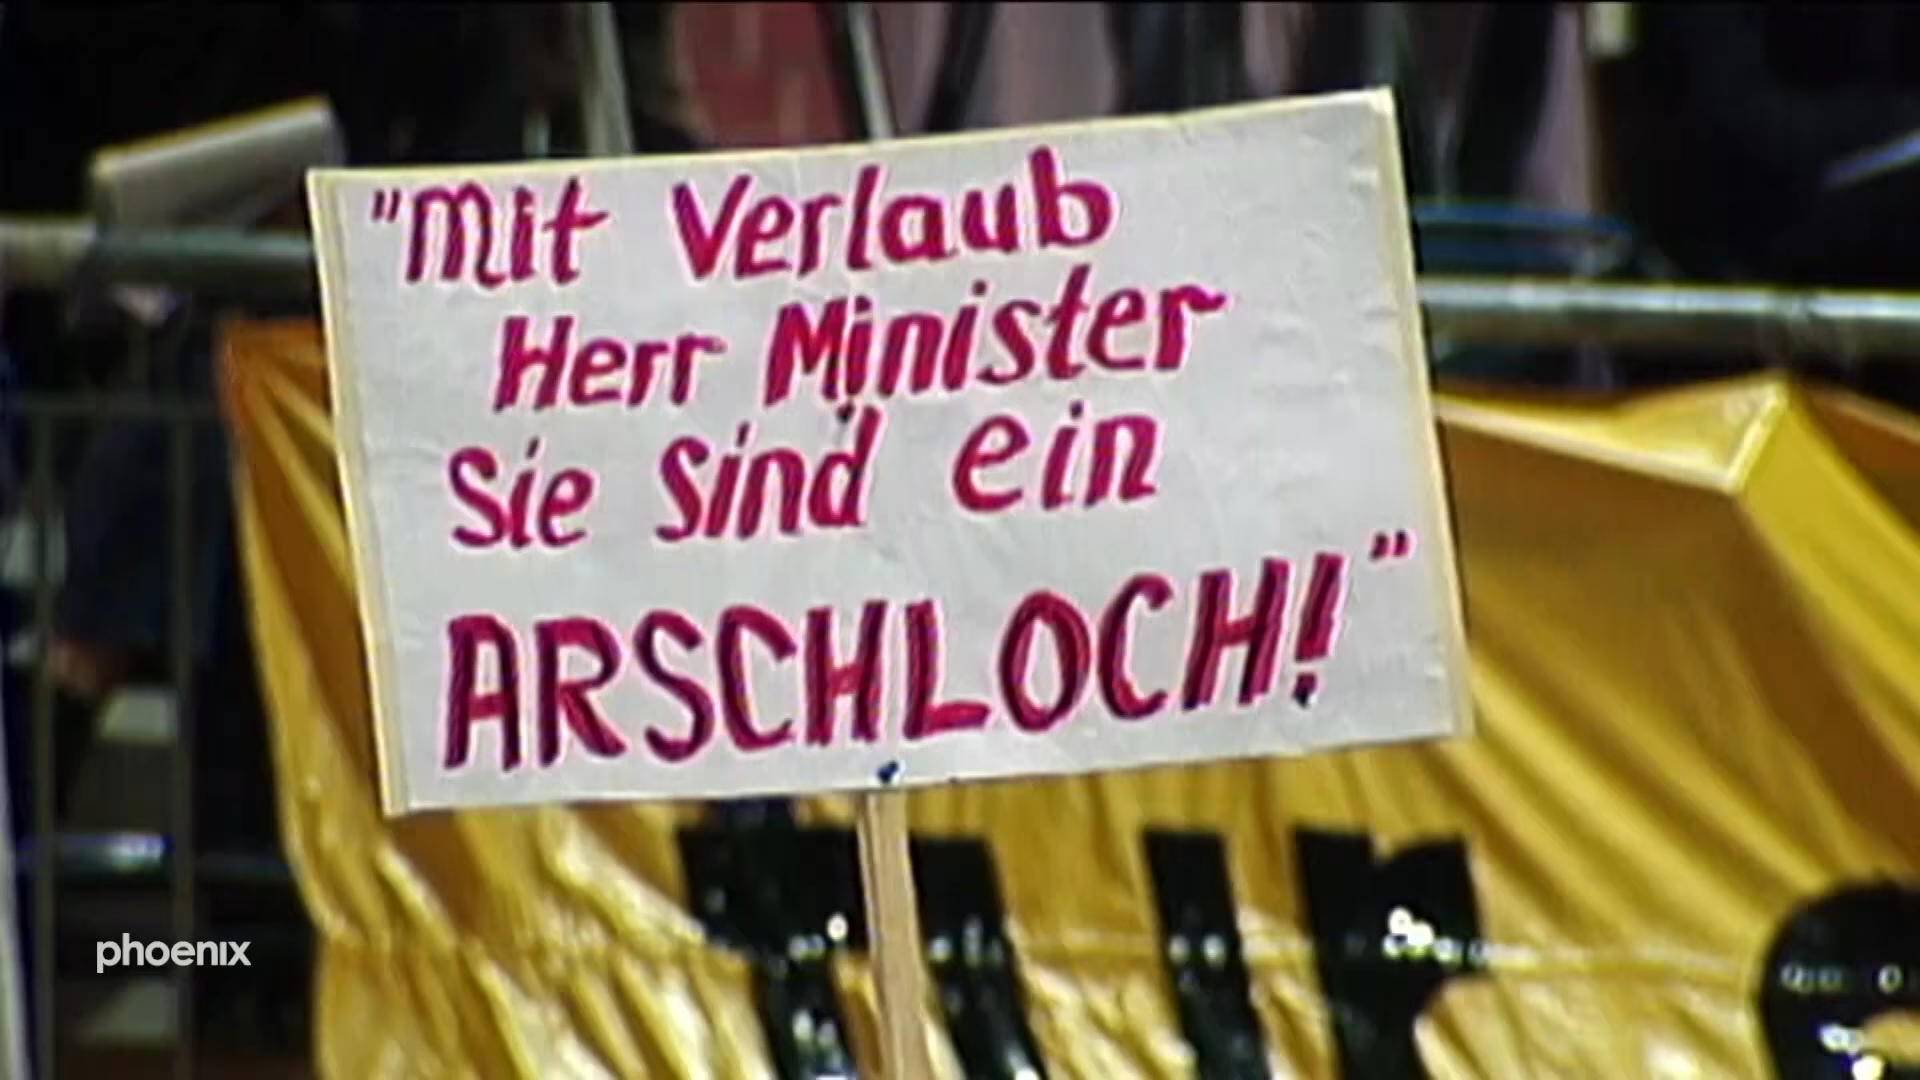 "Mit Verlaub
Herr Minister
Sie sind ein
ARSCHLOCH!"
phoenix